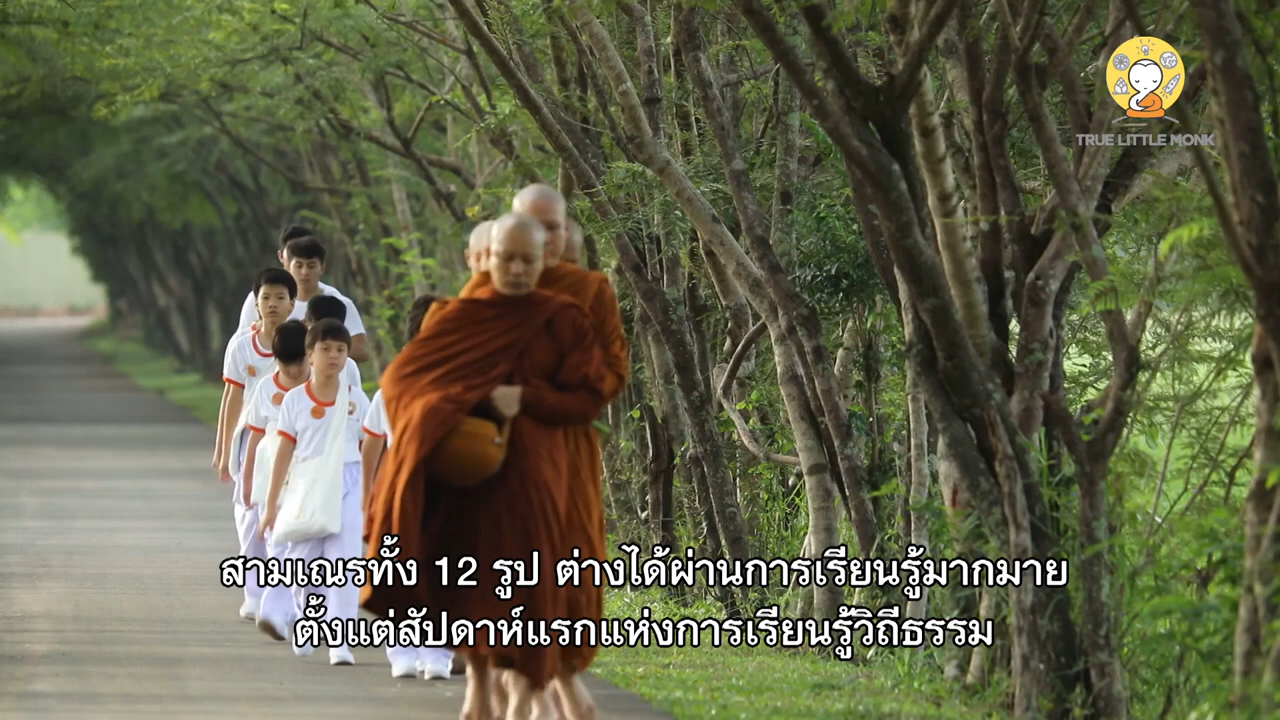 TRUE LITTLE MONK
สามเณรทั้ง 12 รูป ต่างได้ผ่านการเรียนรู้มากมาย
ตั้งแต่สัปดาห์แรกแห่งการเรียนรู้วิถีธรรม